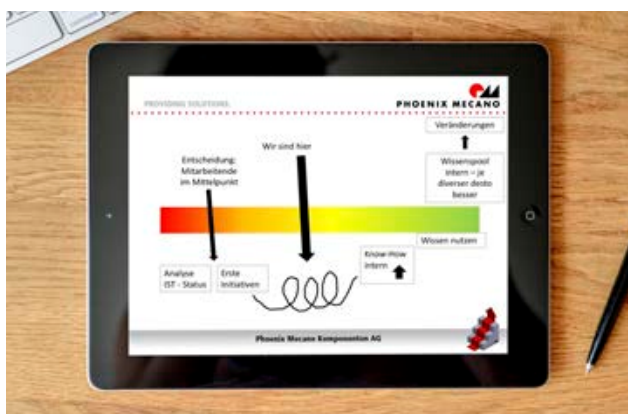 PROVIDING SOLUTIONS
PHOENIX MECANO
Veränderungen
Wir sind hier
Entscheidung:
Mitarbeitende
im Mittelpunkt
Wissenspool
intern – je
diverser desto
besser
Wissen nutzen
Know-How
intern
Analyse
IST - Status
Erste
Initiativen
Phoenix Mecano Komponenten AG